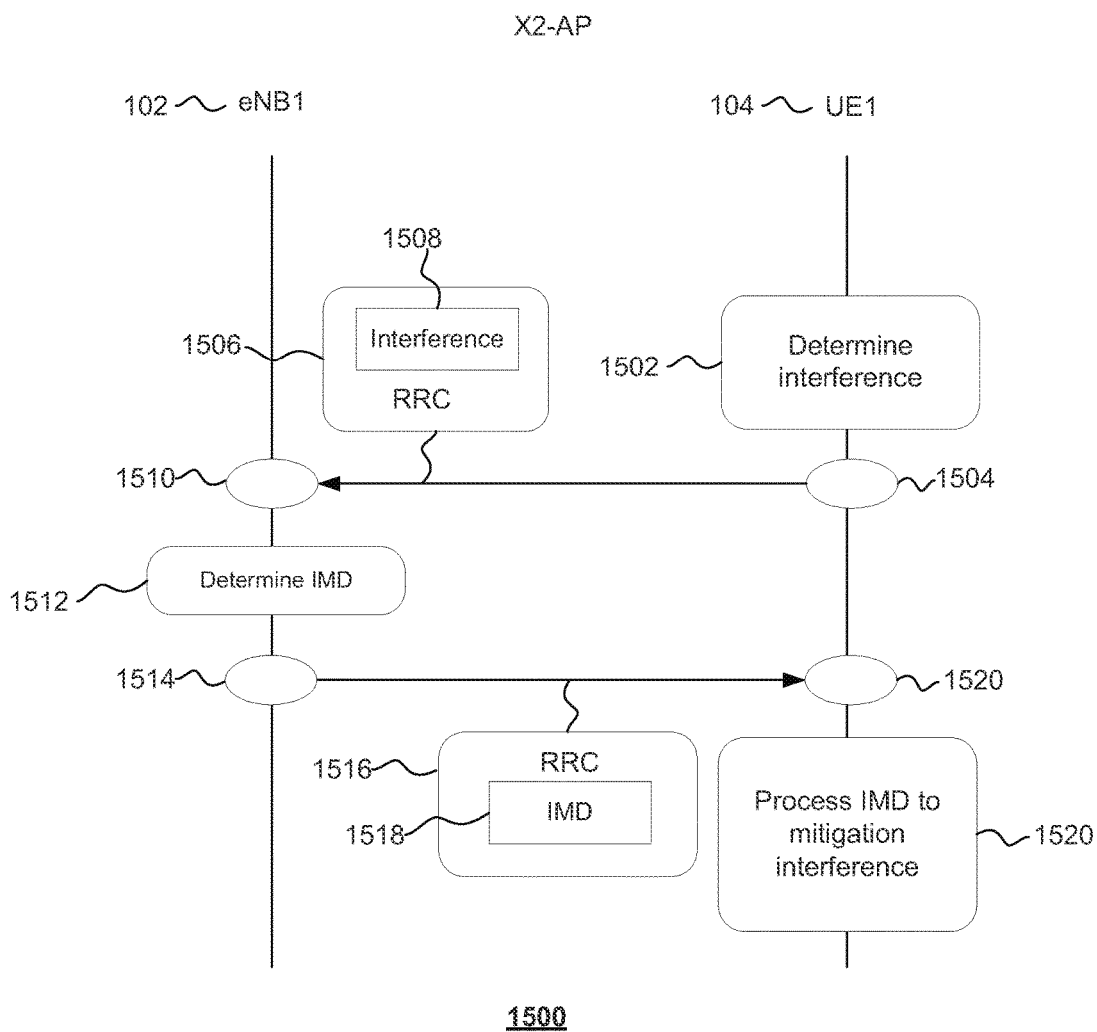 X2-AP
102 eNB1
104 UE1
1508
Interference
RRC
1506
1502
Determine
interference
1510
1504
Determine IMD
1512
1514
1520
RRC
1516
IMD
1518
Process IMD to
mitigation
interference
1520
1500